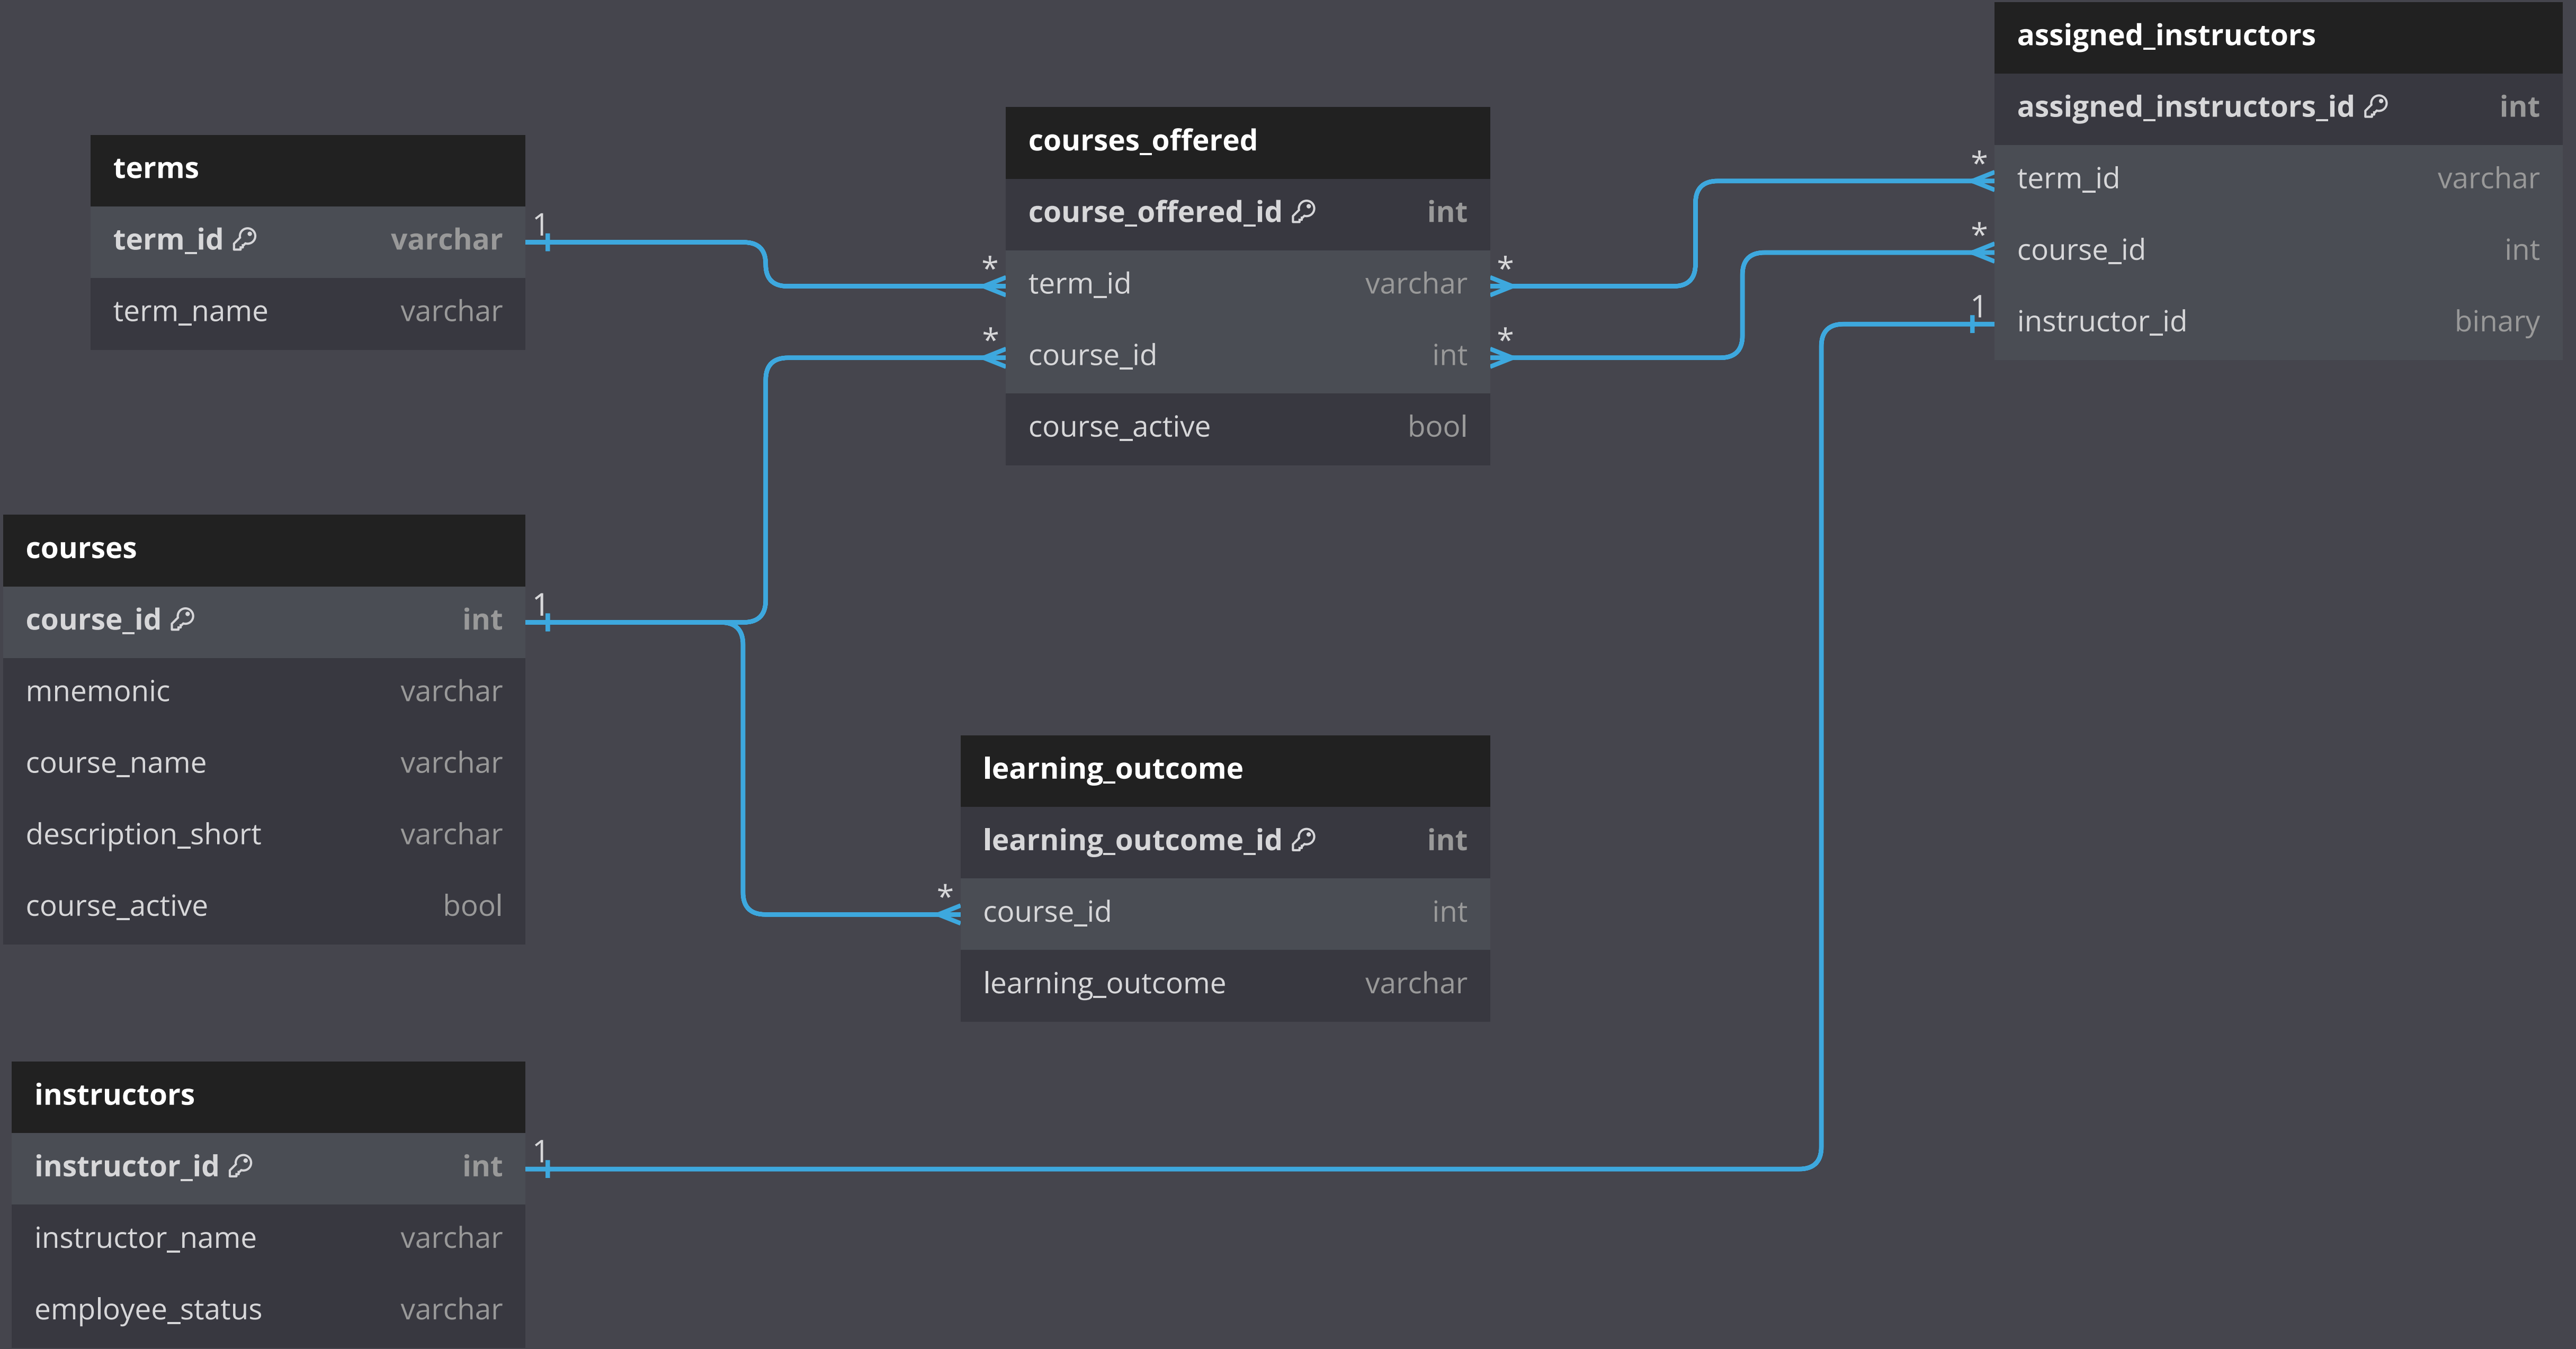 terms
term_id varchar
term_name varchar
1
courses
course_id int
mnemonic varchar
course_name varchar
description_short varchar
course_active bool
1
instructors
instructor_id int
instructor_name varchar
employee_status varchar
1
courses_offered
course_offered_id int
* term_id varchar *
* course_id int *
course_active bool
learning_outcome
learning_outcome_id int
* course_id int
learning_outcome varchar
assigned_instructors
assigned_instructors_id int
* term_id varchar
* course_id int
1 instructor_id binary